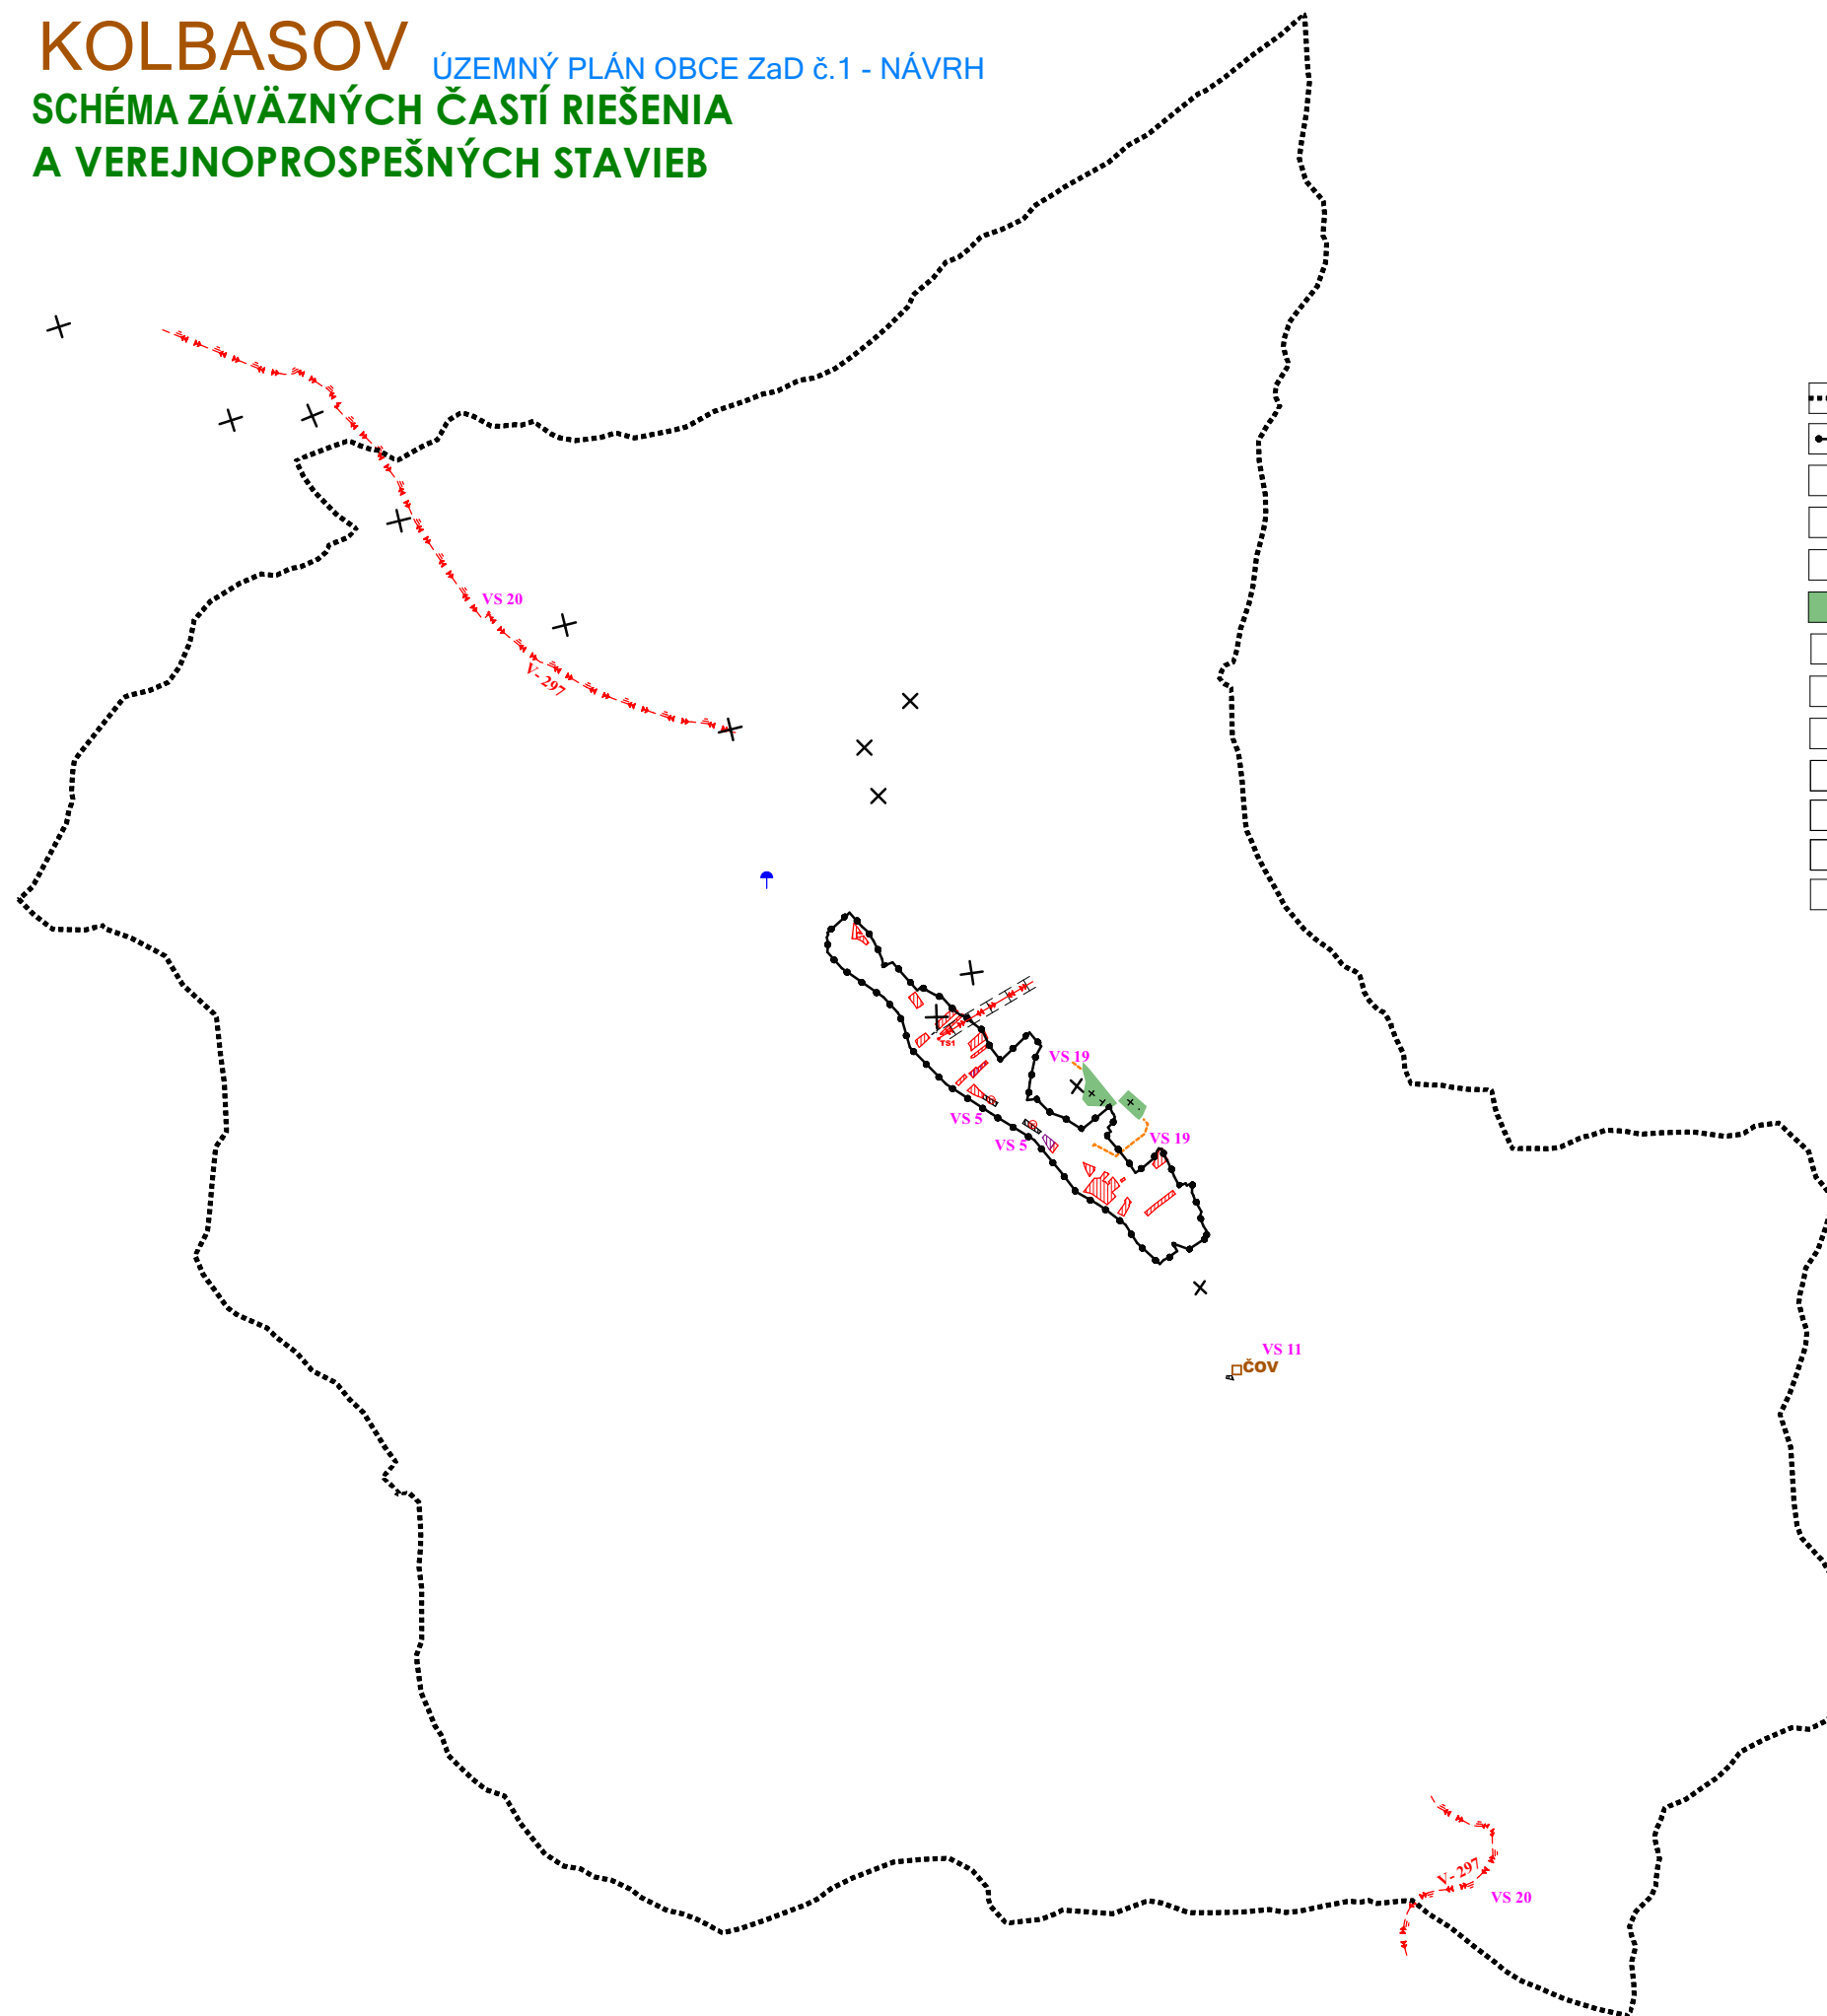 KOLBASOV
ÚZEMNÝ PLÁN OBCE ZaD č.1 - NÁVRH
SCHÉMA ZÁVÄZNÝCH ČASTÍ RIEŠENIA
A VEREJNOPROSPEŠNÝCH STAVIEB
VS 20
V- 297
TS1
VS 19
VS 5
VS 5
VS 19
VS 11
ČOV
V- 297
VS 20